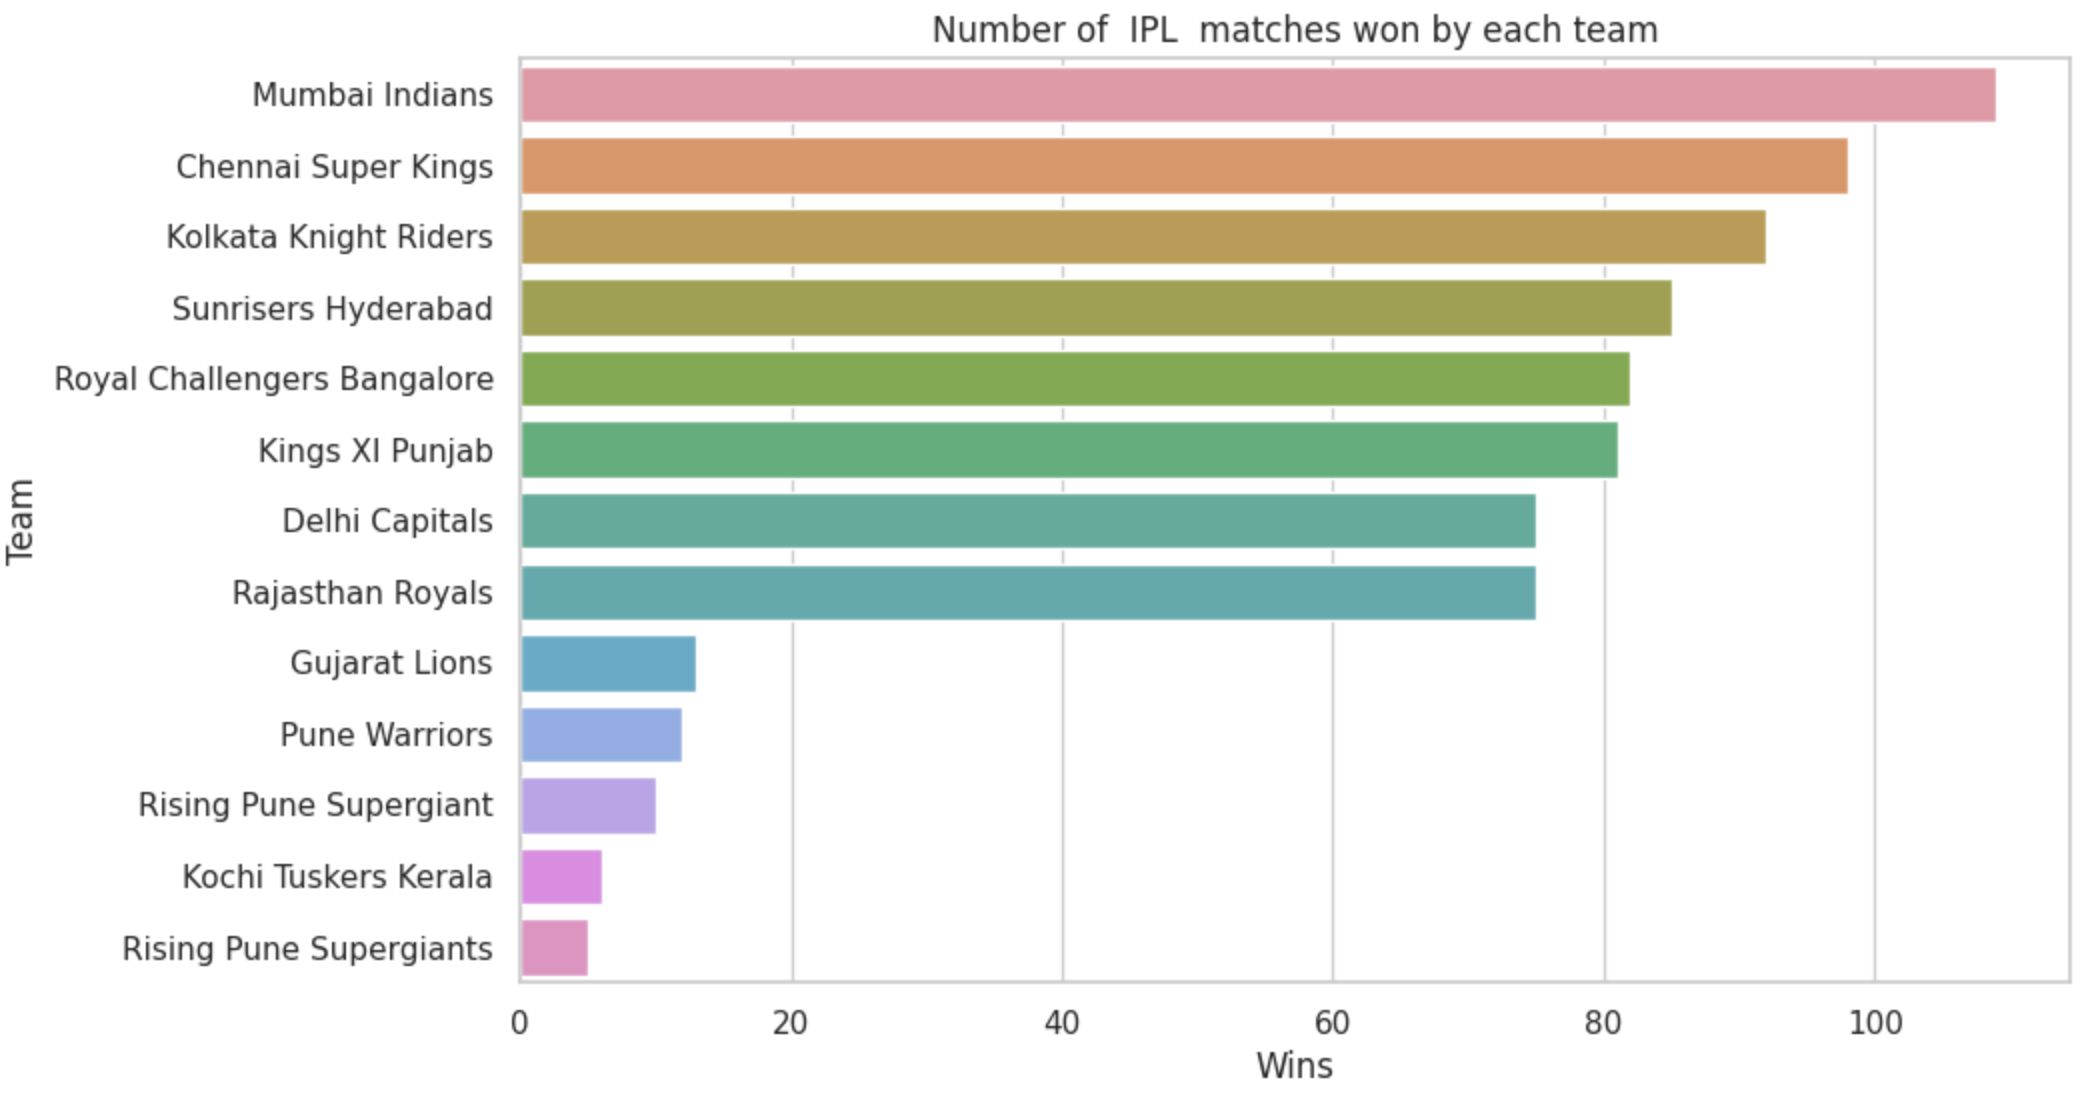 Number of  IPL  matches won by each team
Mumbai Indians
Chennai Super Kings
Kolkata Knight Riders
Sunrisers Hyderabad
Royal Challengers Bangalore
Kings XI Punjab
Delhi Capitals
Rajasthan Royals
Gujarat Lions
Pune Warriors
Rising Pune Supergiant
Kochi Tuskers Kerala
Rising Pune Supergiants
Team
0 20 40 60 80 100
Wins